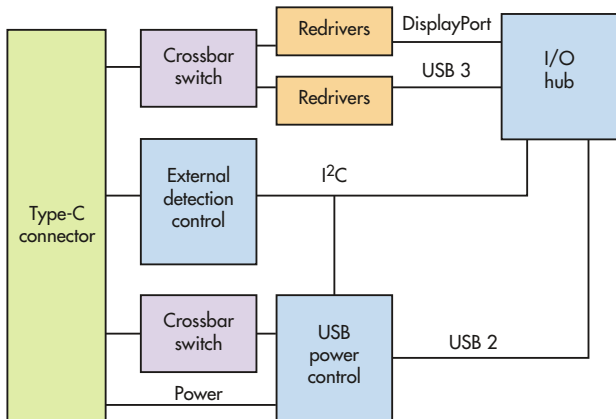 Redrivers
DisplayPort
Crossbar
switch
I/O
hub
Redrivers
USB 3
External
detection
control
I²C
Type-C
connector
Crossbar
switch
USB
power
control
USB 2
Power